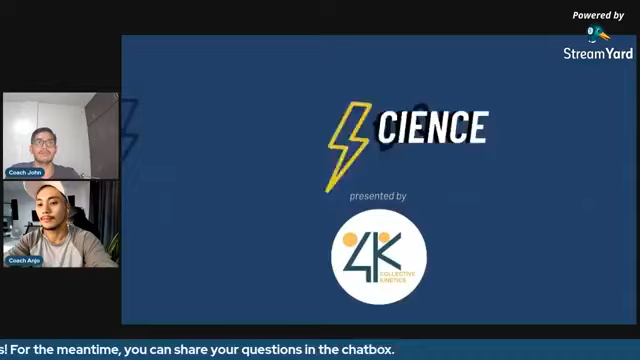 Powered by
StreamYard
CIENCE
presented by
4K
COLLECTIVE
KINETICS
Coach John
Coach Anjo
s! For the meantime, you can share your questions in the chatbox.